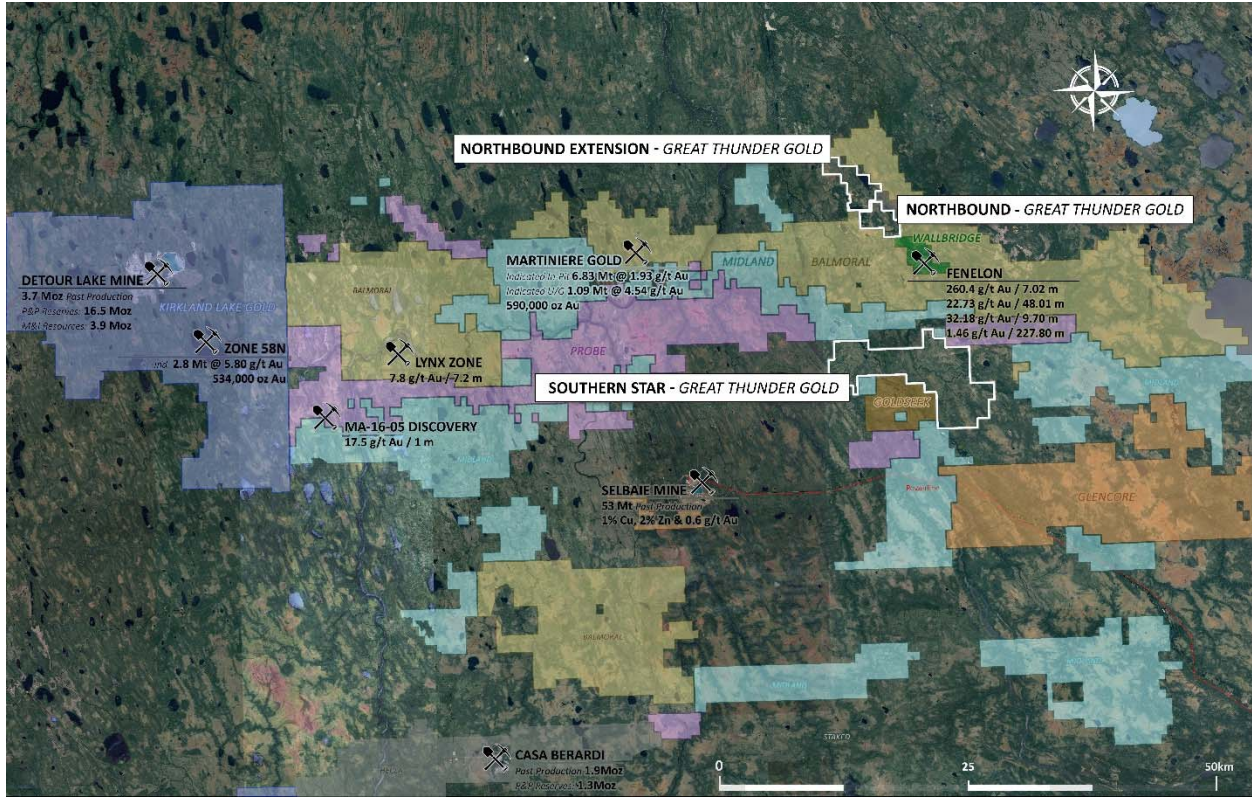 NORTHBOUND EXTENSION - GREAT THUNDER GOLD
NORTHBOUND - GREAT THUNDER GOLD
WALLBRIDGE
MARTINIERE GOLD
Indicated In Pit 6.83 Mt @ 1.93 g/t Au
Indicated U/G 1.09 Mt @ 4.54 g/t Au
590,000 oz Au
MIDLAND
BALMORAL
FENELON
260.4 g/t Au / 7.02 m
22.73 g/t Au / 48.01 m
32.18 g/t Au / 9.70 m
1.46 g/t Au / 227.80 m
DETOUR LAKE MINE
3.7 Moz Past Production
P&P Reserves: 16.5 Moz
M&I Resources: 3.9 Moz
KIRKLAND LAKE GOLD
BALMORAL
ZONE 58N
Ind 2.8 Mt @ 5.80 g/t Au
534,000 oz Au
LYNX ZONE
7.8 g/t Au / 7.2 m
PROBE
SOUTHERN STAR - GREAT THUNDER GOLD
GOLDSEEK
MIDLAND
MA-16-05 DISCOVERY
17.5 g/t Au / 1 m
MIDLAND
SELBAIE MINE
53 Mt Past Production
1% Cu, 2% Zn & 0.6 g/t Au
Powerline
GLENCORE
BALMORAL
MIDLAND
MIDLAND
STAKED
CASA BERARDI
Past Production 1.9Moz
P&P Reserves: 1.3Moz
0 25 50km